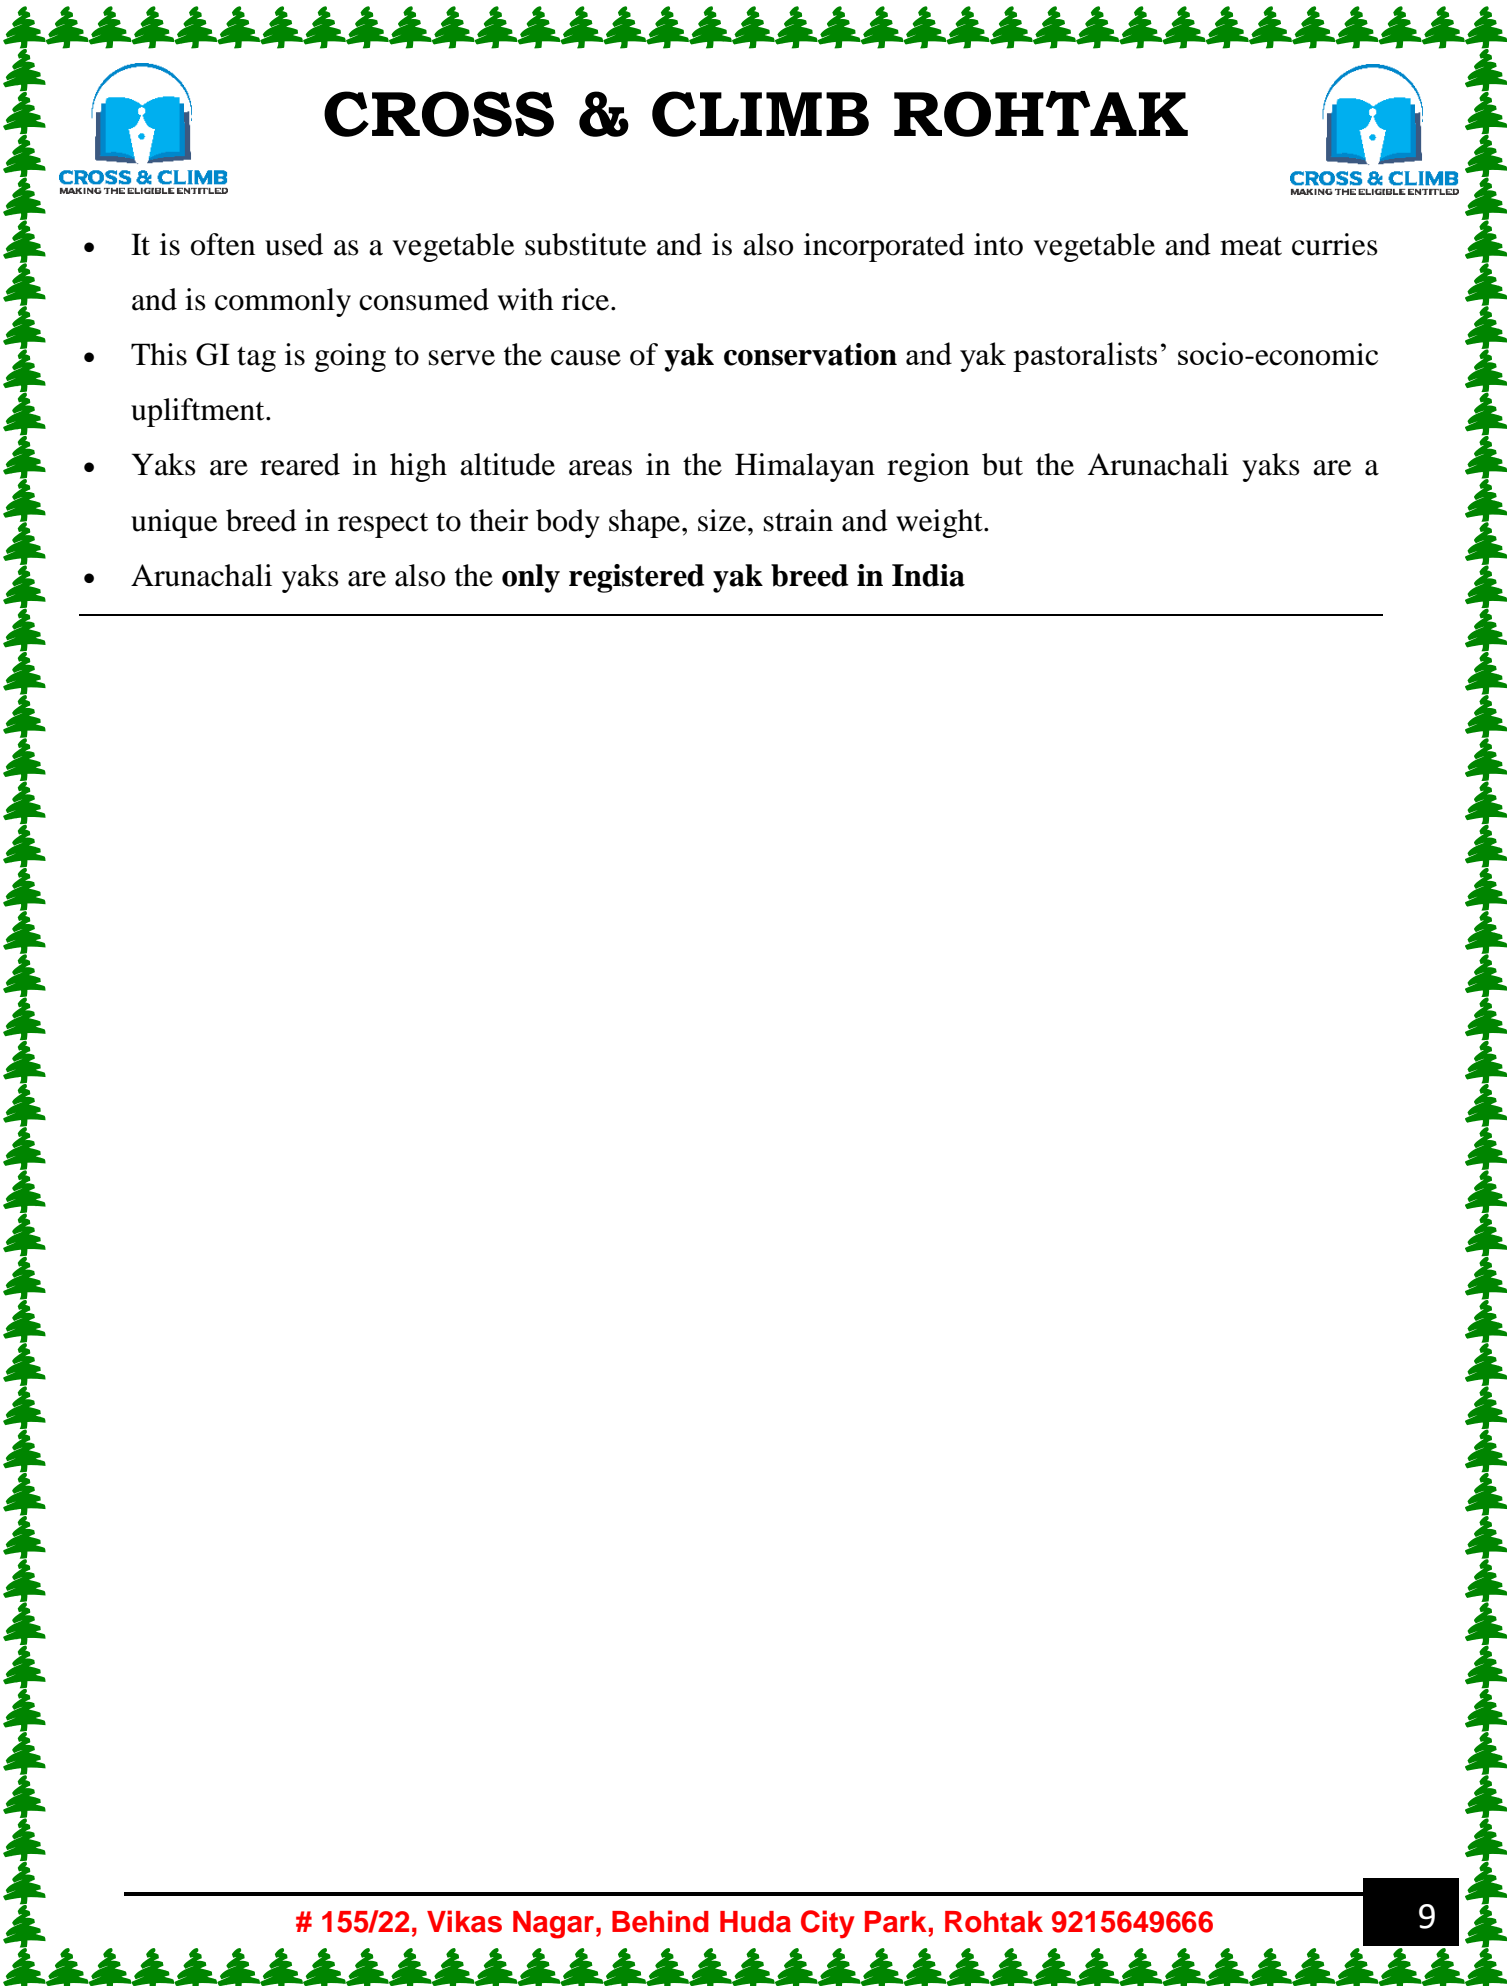 CROSS & CLIMB ROHTAK
CROSS & CLIMB
MAKING THE ELIGIBLE ENTITLED
CROSS & CLIMB
MAKING THE ELIGIBLE ENTITLED
• It is often used as a vegetable substitute and is also incorporated into vegetable and meat curries
and is commonly consumed with rice.
• This GI tag is going to serve the cause of yak conservation and yak pastoralists’ socio-economic
upliftment.
• Yaks are reared in high altitude areas in the Himalayan region but the Arunachali yaks are a
unique breed in respect to their body shape, size, strain and weight.
• Arunachali yaks are also the only registered yak breed in India
# 155/22, Vikas Nagar, Behind Huda City Park, Rohtak 9215649666
9